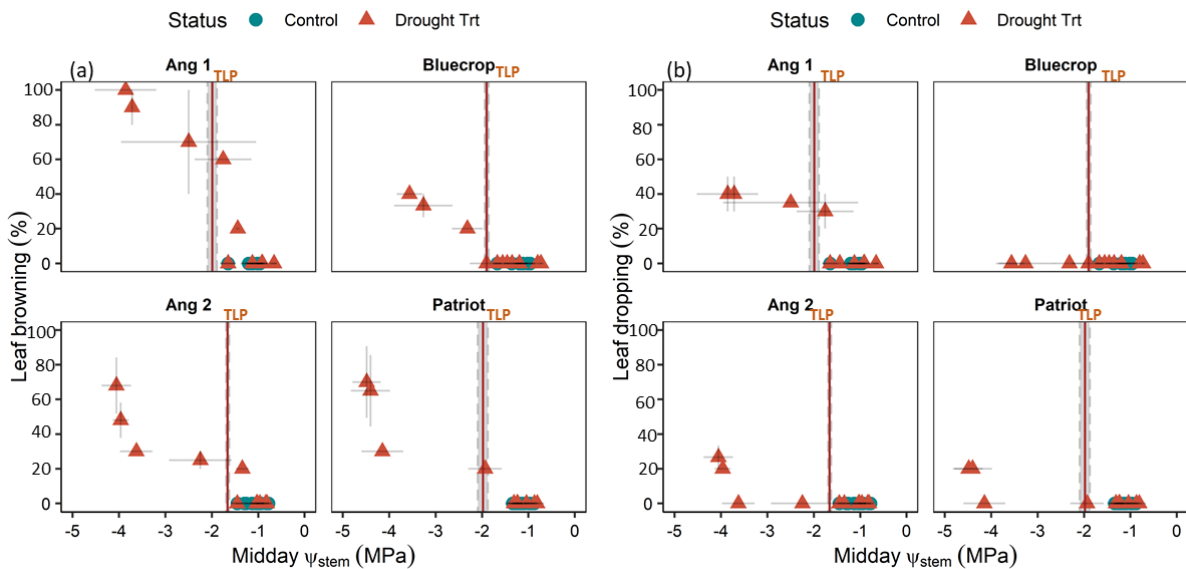 Status Control Drought Trt
Status Control Drought Trt
(a) Ang 1 TLP
Bluecrop TLP
(b) Ang 1 TLP
Bluecrop TLP
100
80
60
40
20
0
100
80
60
40
20
0
Ang 2 TLP
Patriot TLP
Ang 2 TLP
Patriot TLP
100
80
60
40
20
0
100
80
60
40
20
0
Leaf browning (%)
Leaf dropping (%)
-5 -4 -3 -2 -1 0
-5 -4 -3 -2 -1 0
-5 -4 -3 -2 -1 0
-5 -4 -3 -2 -1 0
Midday ψstem (MPa)
Midday ψstem (MPa)